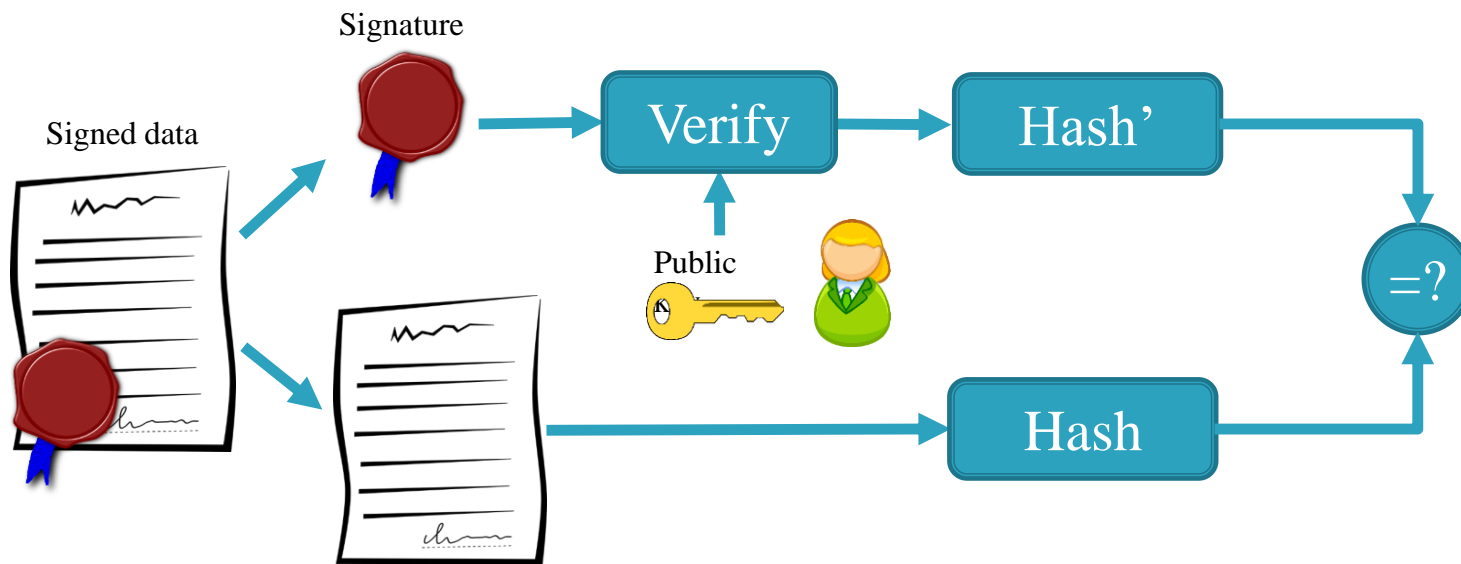 Signature
Signed data
Verify
Hash’
Public
K
=?
Hash